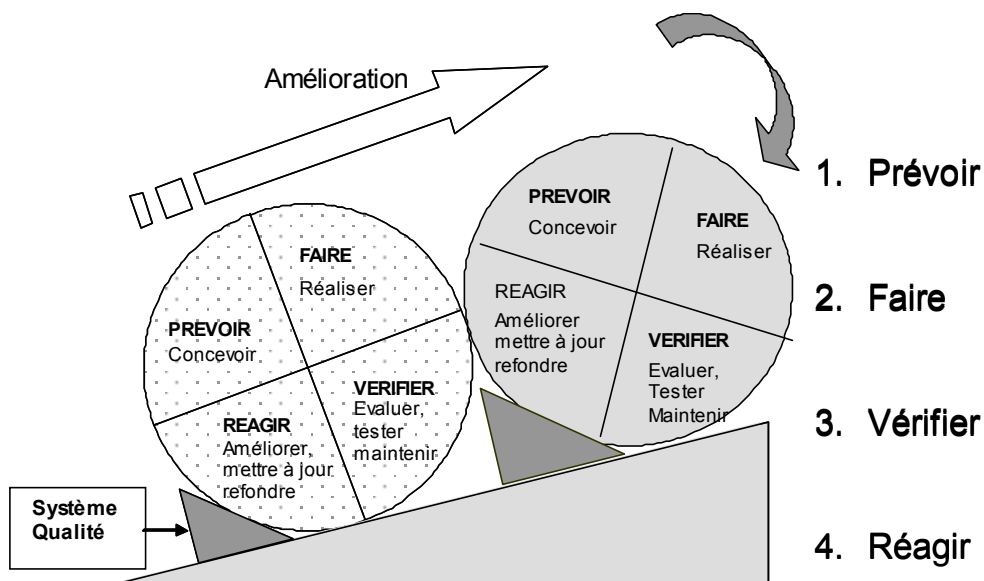 Amélioration
PREVOIR
Concevoir
FAIRE
Réaliser
VERIFIER
Evaluer,
tester
maintenir
REAGIR
Améliorer,
mettre à jour
refondre
PREVOIR
Concevoir
FAIRE
Réaliser
VERIFIER
Evaluer,
Tester
Maintenir
REAGIR
Améliorer
mettre à jour
refondre
Système
Qualité
1. Prévoir
2. Faire
3. Vérifier
4. Réagir